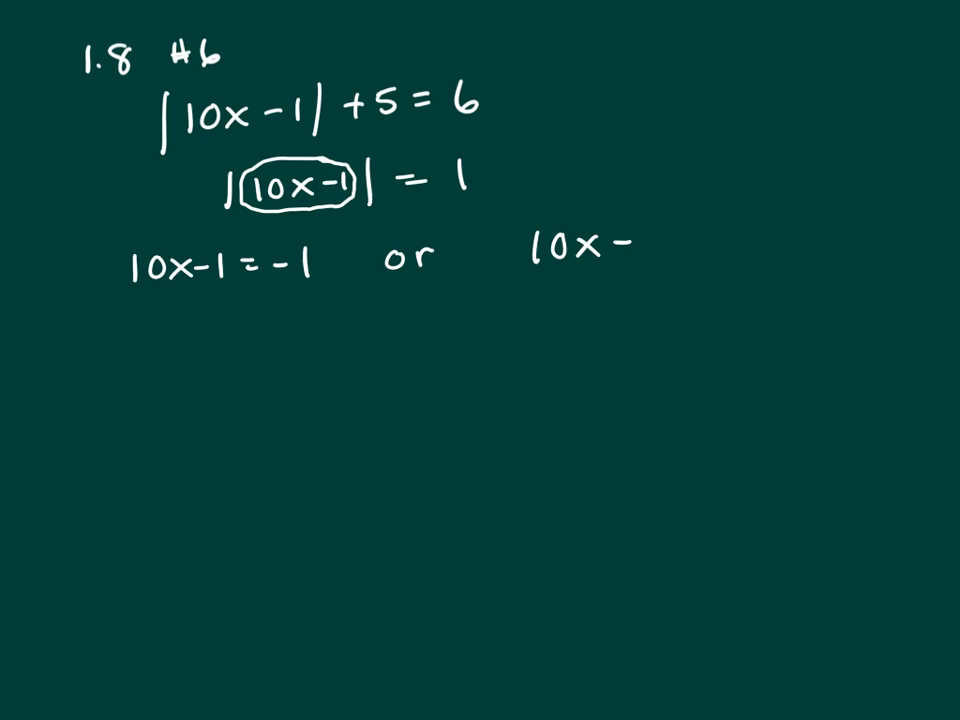 1.8 #6
|10x - 1| + 5 = 6
|10x - 1| = 1
10x - 1 = - 1 or 10x -